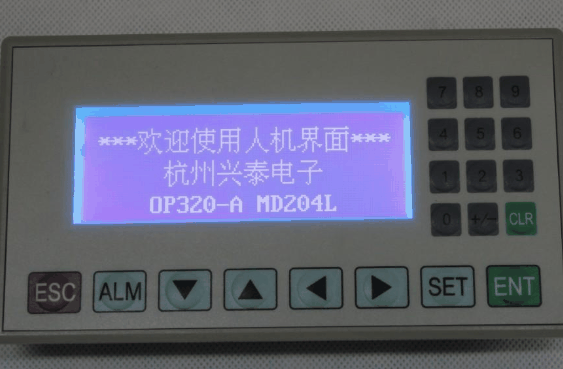 ***欢迎使用人机界面***
杭州兴泰电子
OP320-A MD204L
7 8 9
4 5 6
1 2 3
0 +/- CLR
ESC ALM ▼ ▲ ◀ ▶ SET ENT